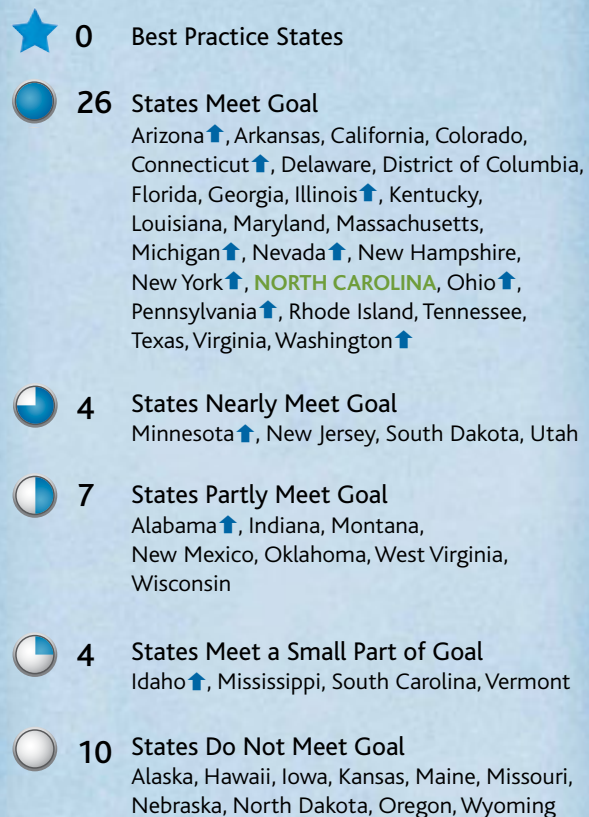 0 Best Practice States
26 States Meet Goal
Arizona⬆, Arkansas, California, Colorado,
Connecticut⬆, Delaware, District of Columbia,
Florida, Georgia, Illinois⬆, Kentucky,
Louisiana, Maryland, Massachusetts,
Michigan⬆, Nevada⬆, New Hampshire,
New York⬆, NORTH CAROLINA, Ohio⬆,
Pennsylvania⬆, Rhode Island, Tennessee,
Texas, Virginia, Washington⬆
4 States Nearly Meet Goal
Minnesota⬆, New Jersey, South Dakota, Utah
7 States Partly Meet Goal
Alabama⬆, Indiana, Montana,
New Mexico, Oklahoma, West Virginia,
Wisconsin
4 States Meet a Small Part of Goal
Idaho⬆, Mississippi, South Carolina, Vermont
10 States Do Not Meet Goal
Alaska, Hawaii, Iowa, Kansas, Maine, Missouri,
Nebraska, North Dakota, Oregon, Wyoming